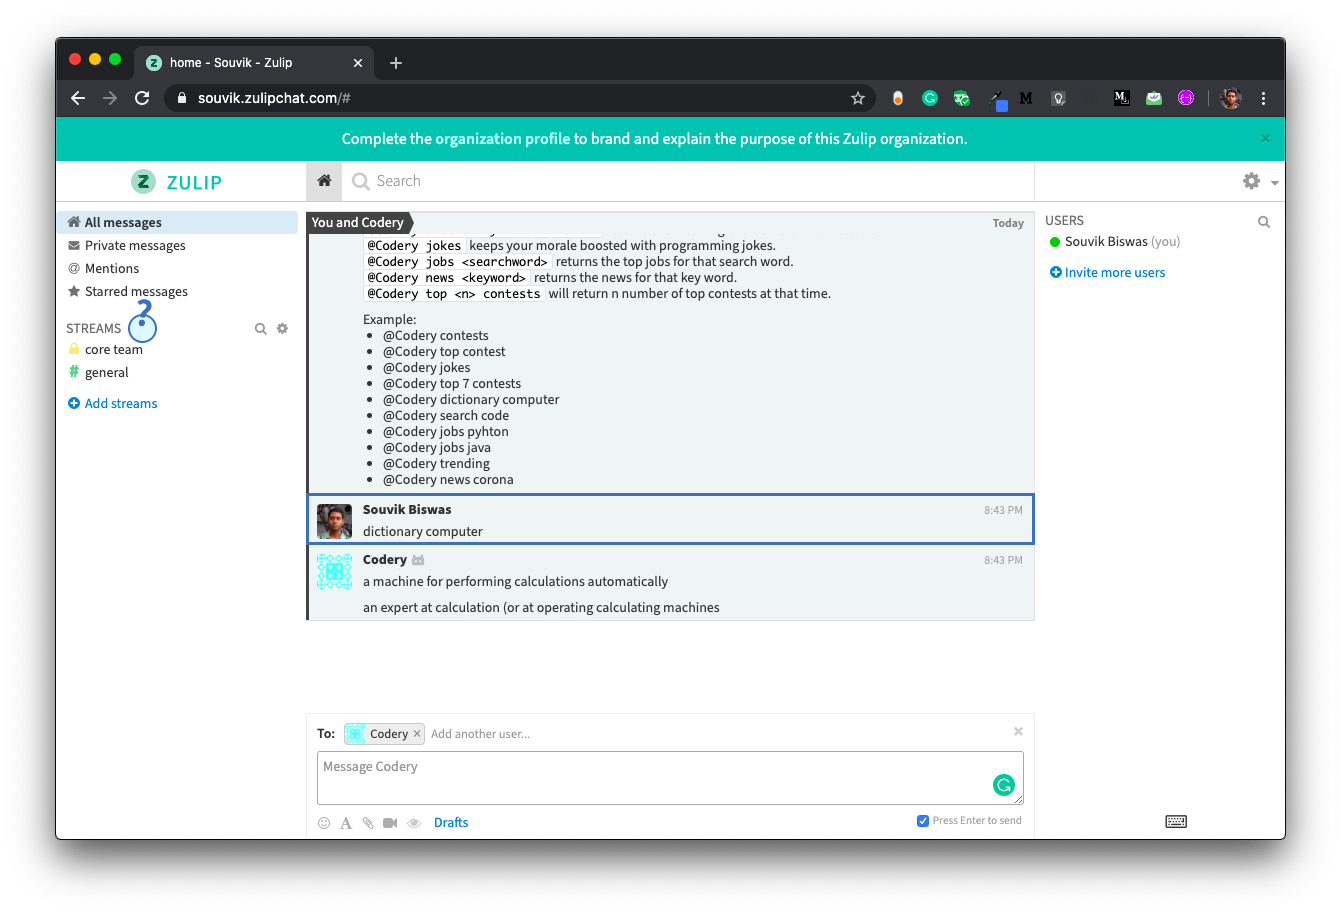 home - Souvik - Zulip
souvik.zulipchat.com/#
Complete the organization profile to brand and explain the purpose of this Zulip organization.
ZULIP
Search
All messages
Private messages
Mentions
Starred messages
STREAMS
core team
general
Add streams
You and Codery
Today
@Codery jokes keeps your morale boosted with programming jokes.
@Codery jobs <searchword> returns the top jobs for that search word.
@Codery news <keyword> returns the news for that key word.
@Codery top <n> contests will return n number of top contests at that time.
Example:
@Codery contests
@Codery top contest
@Codery jokes
@Codery top 7 contests
@Codery dictionary computer
@Codery search code
@Codery jobs pyhton
@Codery jobs java
@Codery trending
@Codery news corona
Souvik Biswas
8:43 PM
dictionary computer
Codery
8:43 PM
a machine for performing calculations automatically
an expert at calculation (or at operating calculating machines
To: Codery Add another user...
Message Codery
Drafts
Press Enter to send
USERS
Souvik Biswas (you)
Invite more users